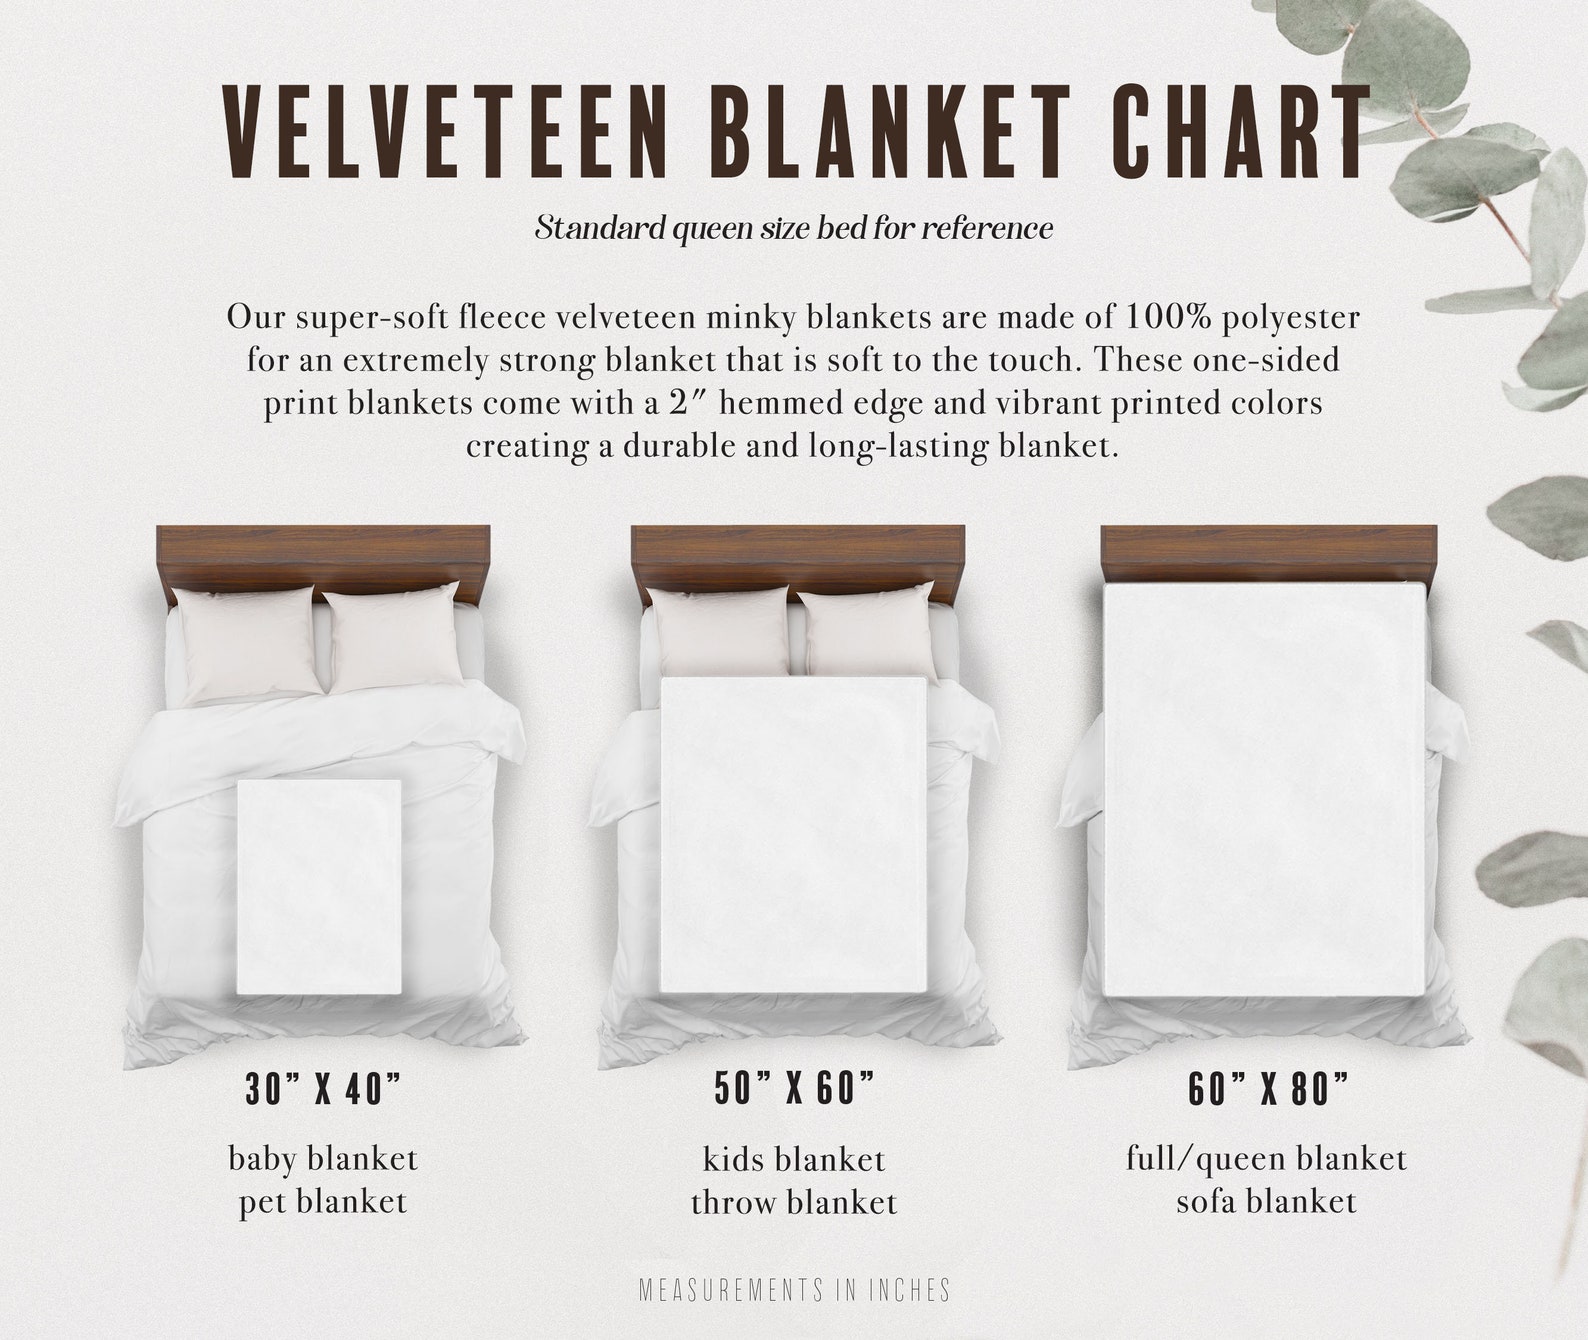 VELVETEEN BLANKET CHART
Standard queen size bed for reference
Our super-soft fleece velveteen minky blankets are made of 100% polyester
for an extremely strong blanket that is soft to the touch. These one-sided
print blankets come with a 2″ hemmed edge and vibrant printed colors
creating a durable and long-lasting blanket.
30” X 40”
baby blanket
pet blanket
50” X 60”
kids blanket
throw blanket
60” X 80”
full/queen blanket
sofa blanket
MEASUREMENTS IN INCHES